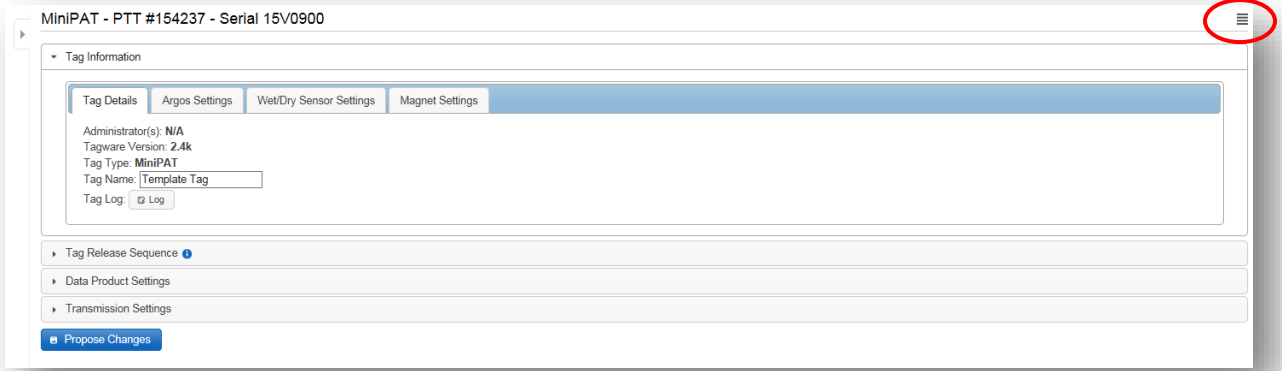 MiniPAT - PTT #154237 - Serial 15V0900
Tag Information
Tag Details Argos Settings Wet/Dry Sensor Settings Magnet Settings
Administrator(s): N/A
Tagware Version: 2.4k
Tag Type: MiniPAT
Tag Name: Template Tag
Tag Log: Log
Tag Release Sequence
Data Product Settings
Transmission Settings
Propose Changes